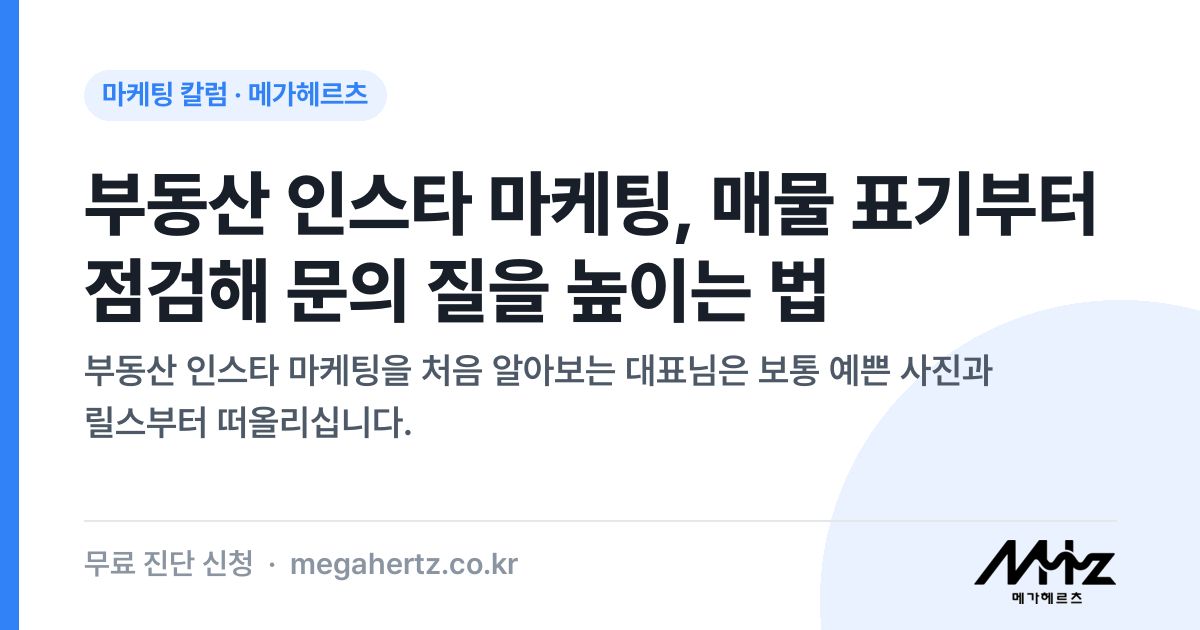 마케팅 칼럼 · 메가헤르츠
부동산 인스타 마케팅, 매물 표기부터
점검해 문의 질을 높이는 법
부동산 인스타 마케팅을 처음 알아보는 대표님은 보통 예쁜 사진과
릴스부터 떠올리십니다.
무료 진단 신청 · megahertz.co.kr
MHz
메가헤르츠